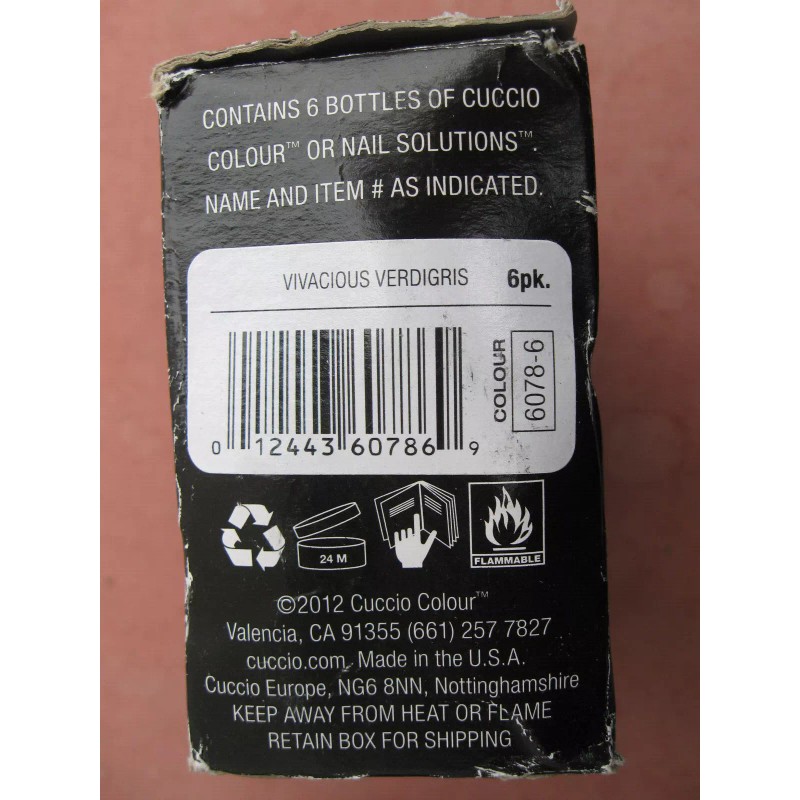 CONTAINS 6 BOTTLES OF CUCCIO
COLOUR™ OR NAIL SOLUTIONS™.
NAME AND ITEM # AS INDICATED.
VIVACIOUS VERDIGRIS 6pk.
COLOUR
6078-6
0 12443 60786 9
24 M
FLAMMABLE
©2012 Cuccio Colour™
Valencia, CA 91355 (661) 257 7827
cuccio.com. Made in the U.S.A.
Cuccio Europe, NG6 8NN, Nottinghamshire
KEEP AWAY FROM HEAT OR FLAME
RETAIN BOX FOR SHIPPING